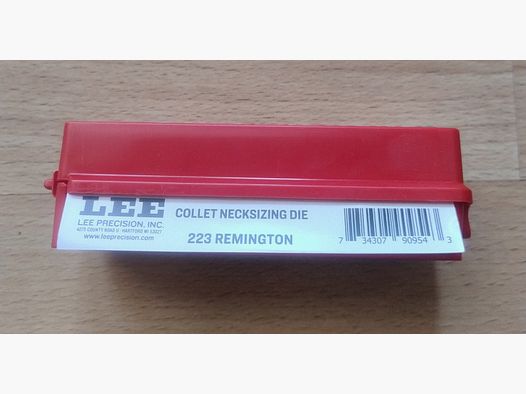 LEE
LEE PRECISION, INC.
4275 COUNTY ROAD U · HARTFORD WI 53027
www.leeprecision.com
COLLET NECKSIZING DIE
223 REMINGTON
7 34307 90954 3